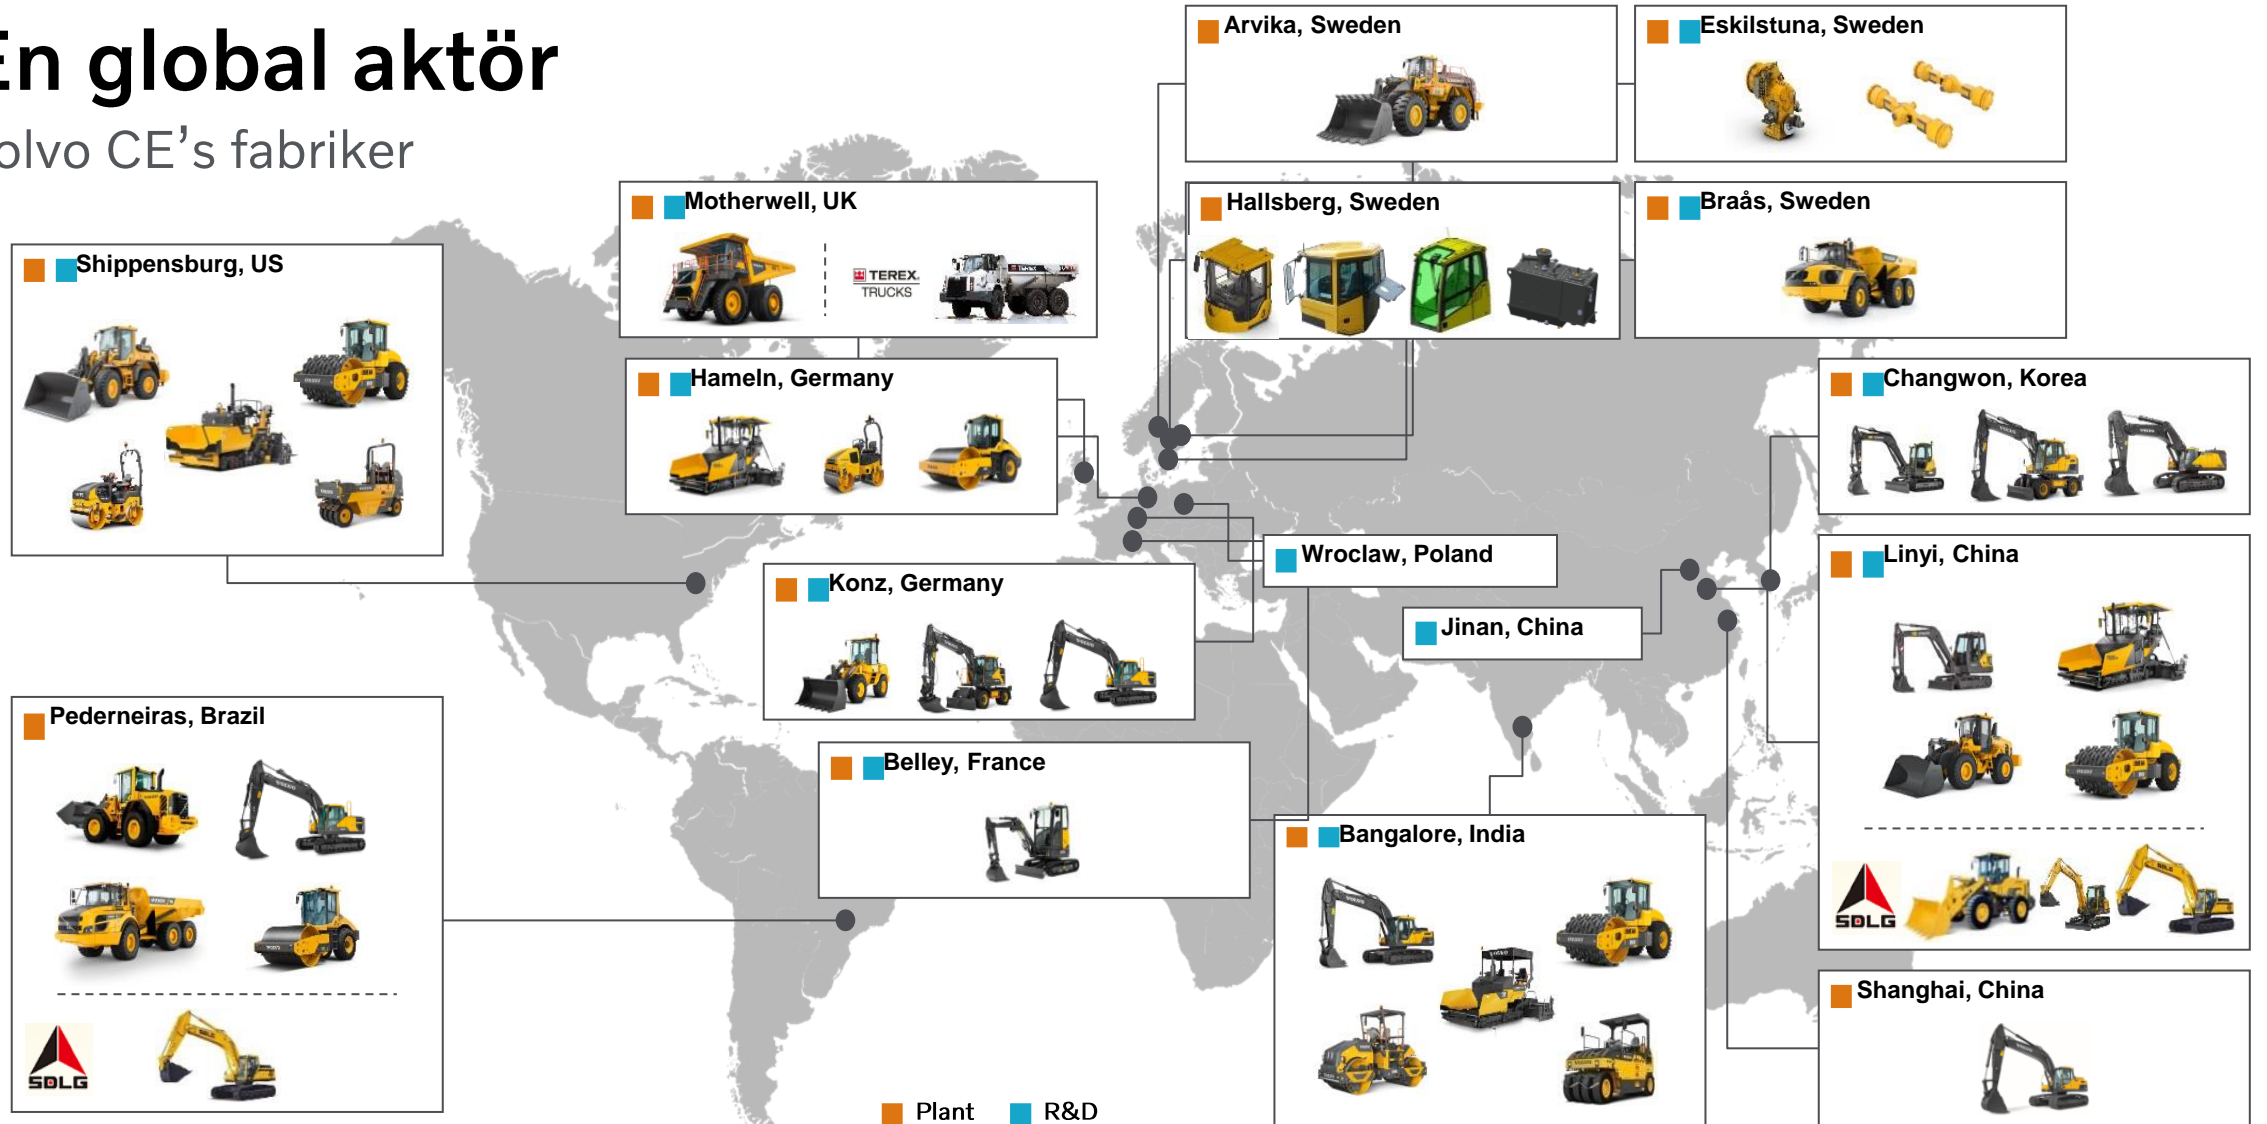 En global aktör
olvo CE’s fabriker
Arvika, Sweden
Eskilstuna, Sweden
Motherwell, UK
TEREX
TRUCKS
Hallsberg, Sweden
Braås, Sweden
Shippensburg, US
Hameln, Germany
Changwon, Korea
Wroclaw, Poland
Linyi, China
Konz, Germany
Jinan, China
Pederneiras, Brazil
Belley, France
Bangalore, India
SDLG
Shanghai, China
SDLG
Plant
R&D